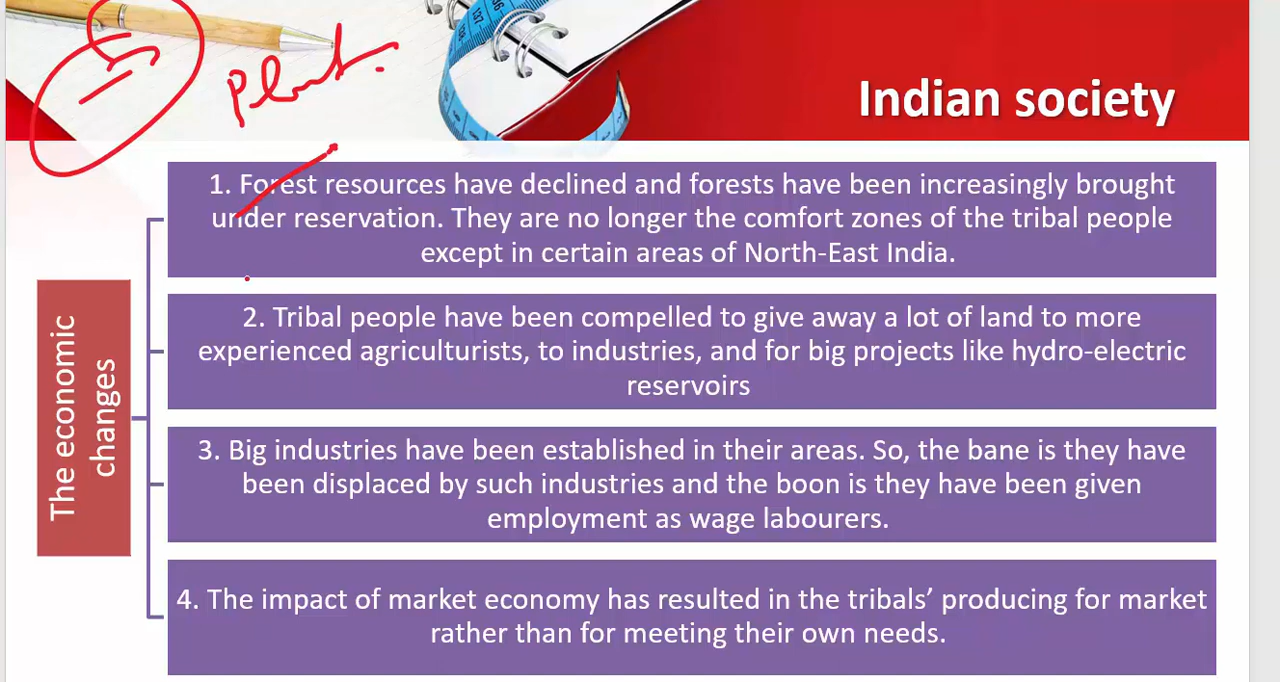 Indian society
1. Forest resources have declined and forests have been increasingly brought
under reservation. They are no longer the comfort zones of the tribal people
except in certain areas of North-East India.
The economic
changes
2. Tribal people have been compelled to give away a lot of land to more
experienced agriculturists, to industries, and for big projects like hydro-electric
reservoirs
3. Big industries have been established in their areas. So, the bane is they have
been displaced by such industries and the boon is they have been given
employment as wage labourers.
4. The impact of market economy has resulted in the tribals’ producing for market
rather than for meeting their own needs.